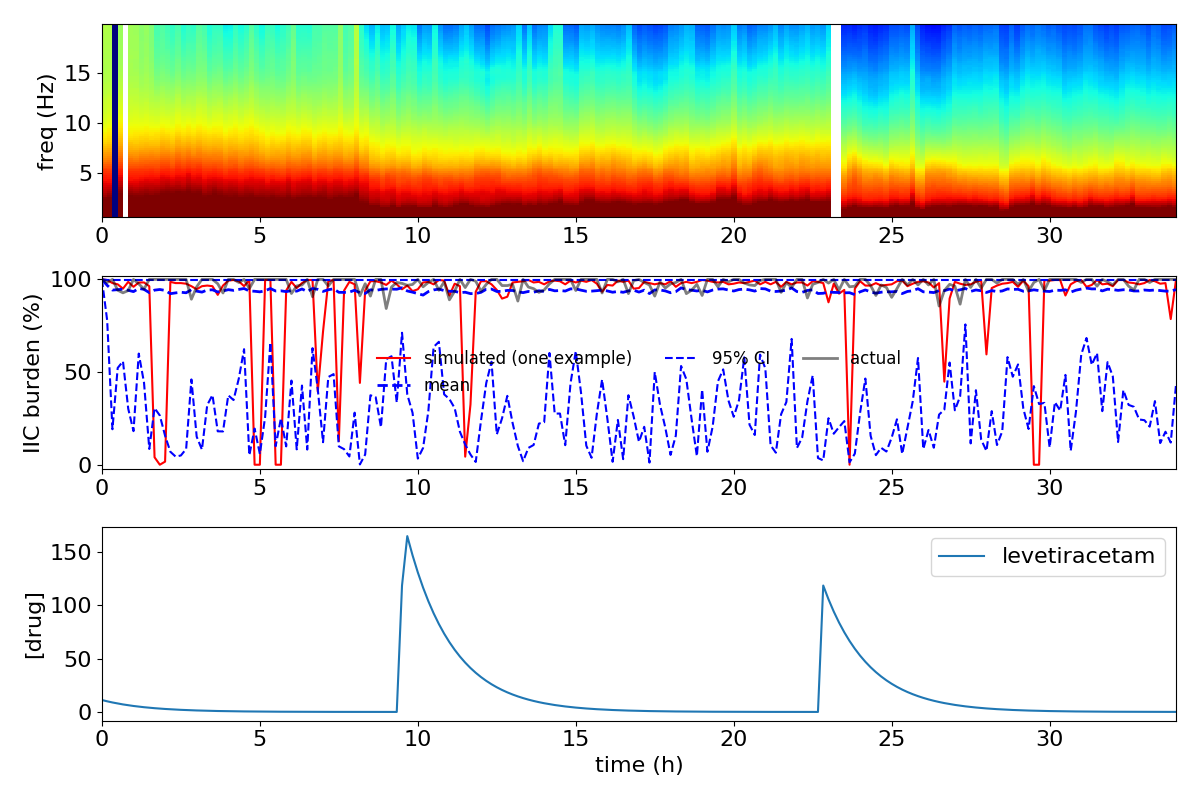 freq (Hz)
15
10
5
0 5 10 15 20 25 30
IIC burden (%)
100
50
0
simulated (one example) 95% CI actual
mean
0 5 10 15 20 25 30
[drug]
150
100
50
0
levetiracetam
0 5 10 15 20 25 30
time (h)